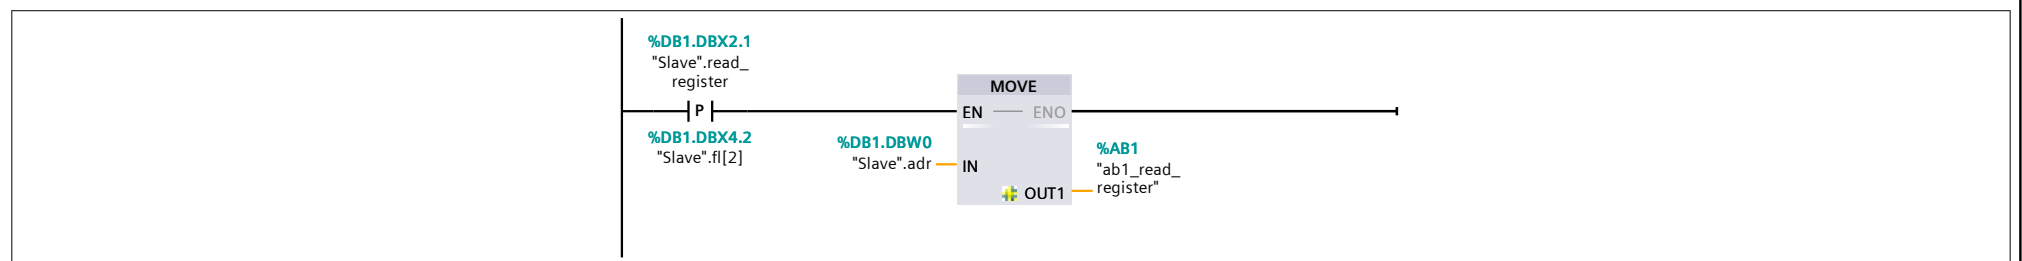 %DB1.DBX2.1
"Slave".read_
register
P
%DB1.DBX4.2
"Slave".fl[2]
MOVE
EN
ENO
%DB1.DBW0
"Slave".adr
IN
%AB1
"ab1_read_
register"
OUT1